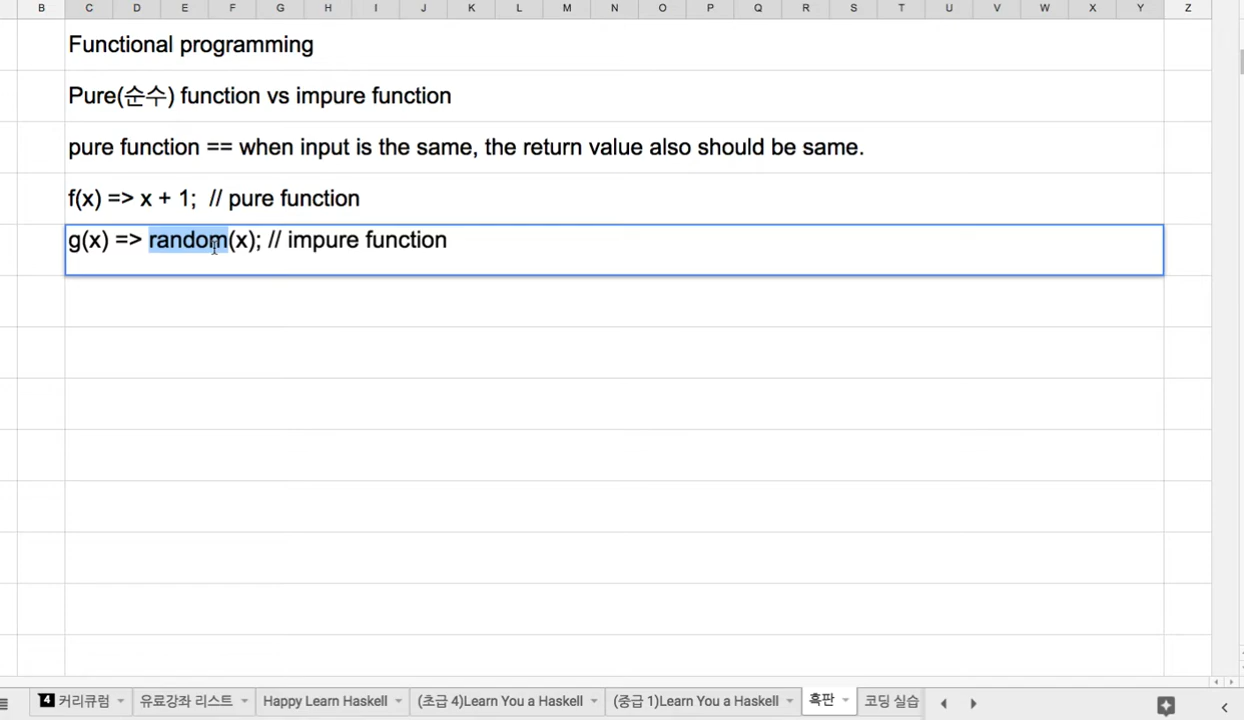 B C D E F G H I J K L M N O P Q R S T U V W X Y Z
Functional programming
Pure(순수) function vs impure function
pure function == when input is the same, the return value also should be same.
f(x) => x + 1;  // pure function
g(x) => random(x); // impure function
4 커리큘럼 유료강좌 리스트 Happy Learn Haskell (초급 4)Learn You a Haskell (중급 1)Learn You a Haskell 흑판 코딩 실습